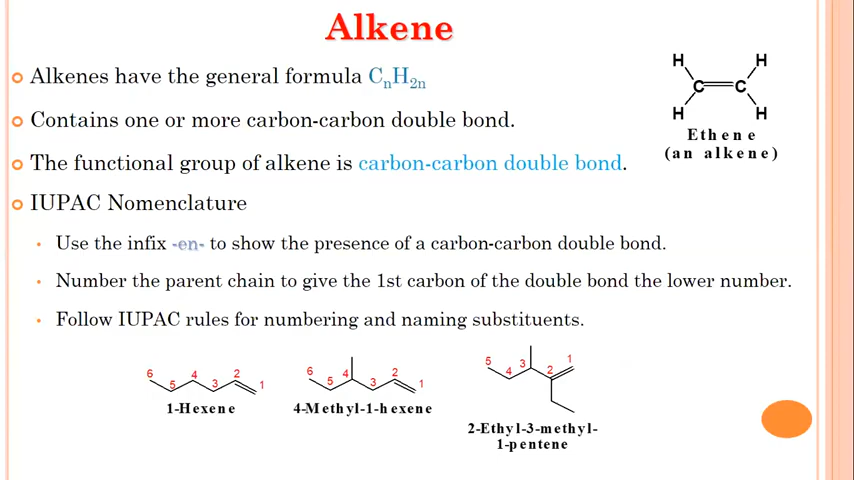 Alkene
Alkenes have the general formula CnH2n
Contains one or more carbon-carbon double bond.
The functional group of alkene is carbon-carbon double bond.
IUPAC Nomenclature
Use the infix -en- to show the presence of a carbon-carbon double bond.
Number the parent chain to give the 1st carbon of the double bond the lower number.
Follow IUPAC rules for numbering and naming substituents.
H H
C C
H H
Ethene
(an alkene)
6 5 4 3 2 1
1-Hexene
6 5 4 3 2 1
4-Methyl-1-hexene
5 4 3 2 1
2-Ethyl-3-methyl-
1-pentene